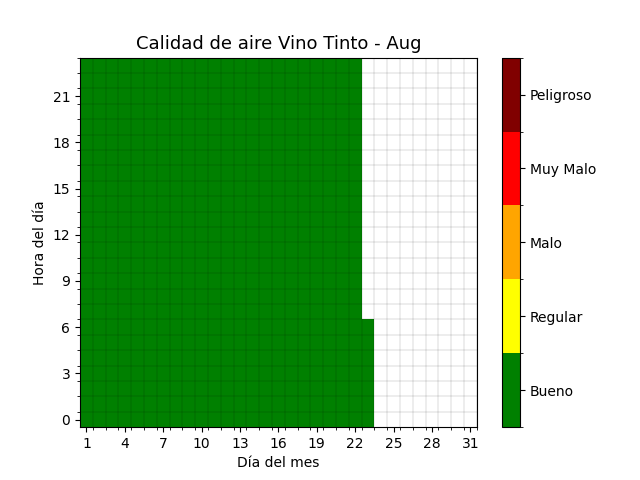 Calidad de aire Vino Tinto - Aug
21
18
15
12
9
6
3
0
Hora del día
1 4 7 10 13 16 19 22 25 28 31
Día del mes
Peligroso
Muy Malo
Malo
Regular
Bueno